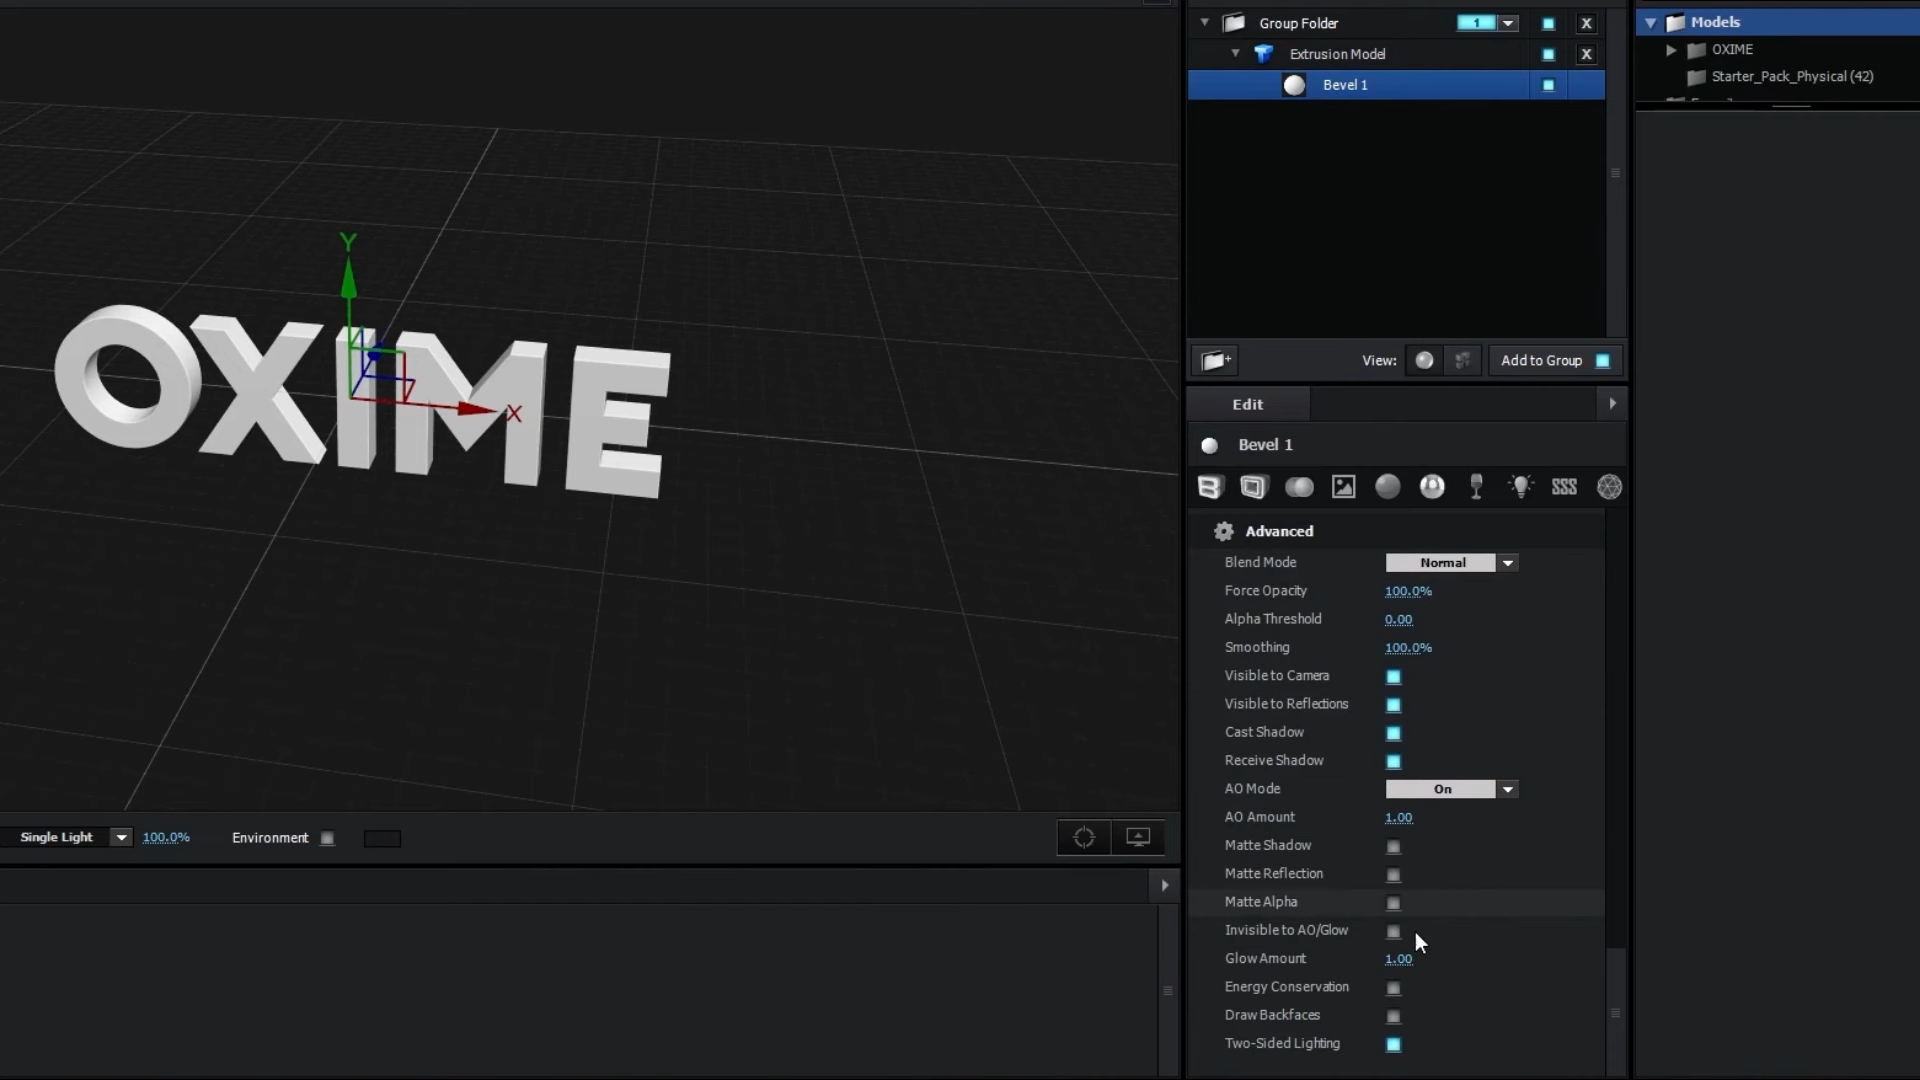 Group Folder 1 X
Extrusion Model X
Bevel 1
Models
OXIME
Starter_Pack_Physical (42)
Y
OXIME
X
View: Add to Group
Edit
Bevel 1
B SSS
Advanced
Blend Mode Normal
Force Opacity 100.0%
Alpha Threshold 0.00
Smoothing 100.0%
Visible to Camera
Visible to Reflections
Cast Shadow
Receive Shadow
AO Mode On
AO Amount 1.00
Matte Shadow
Matte Reflection
Matte Alpha
Invisible to AO/Glow
Glow Amount 1.00
Energy Conservation
Draw Backfaces
Two-Sided Lighting
Single Light 100.0% Environment